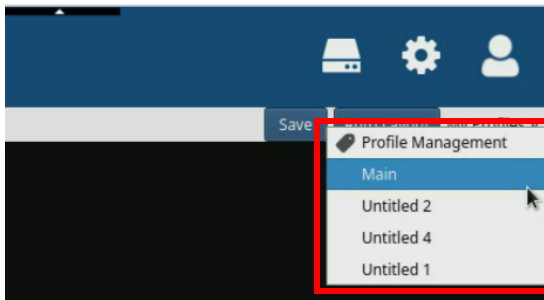 Save
Profile Management
Main
Untitled 2
Untitled 4
Untitled 1